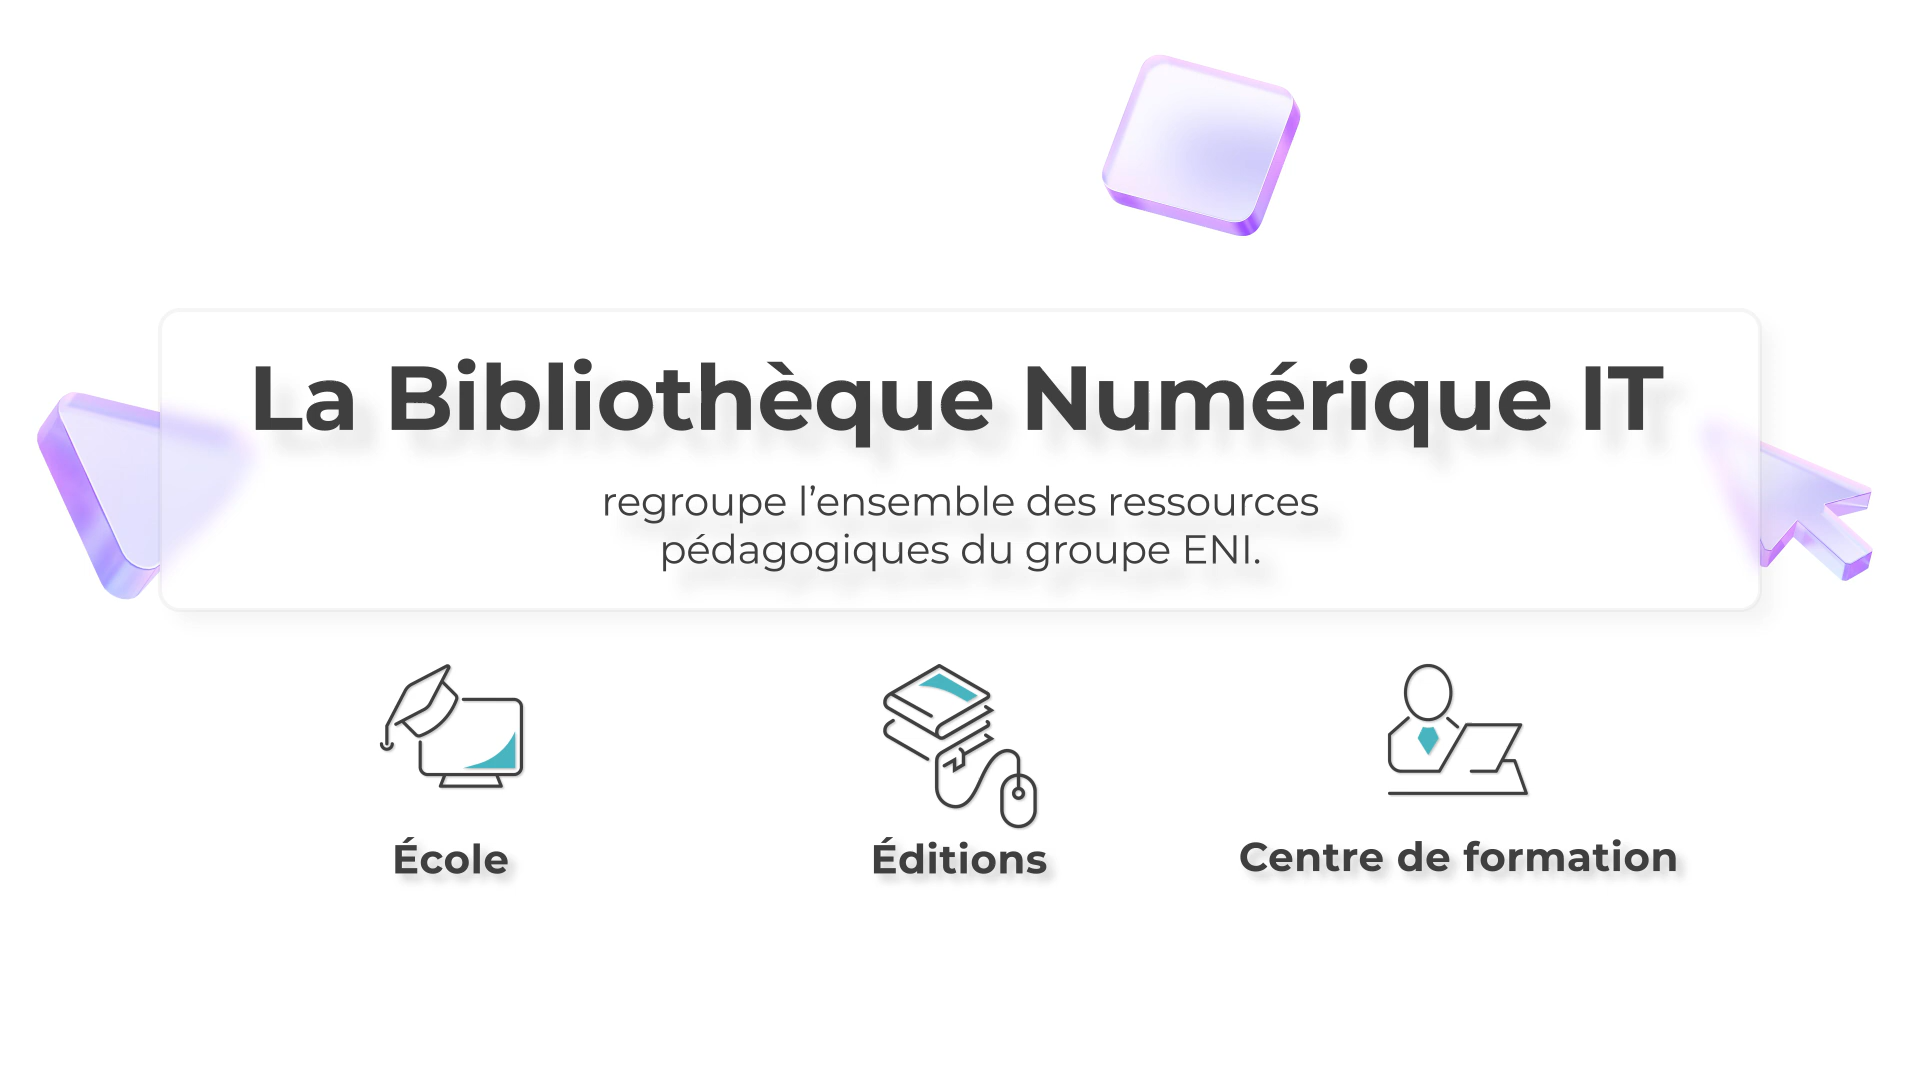 La Bibliothèque Numérique IT
regroupe l’ensemble des ressources
pédagogiques du groupe ENI.
École
Éditions
Centre de formation